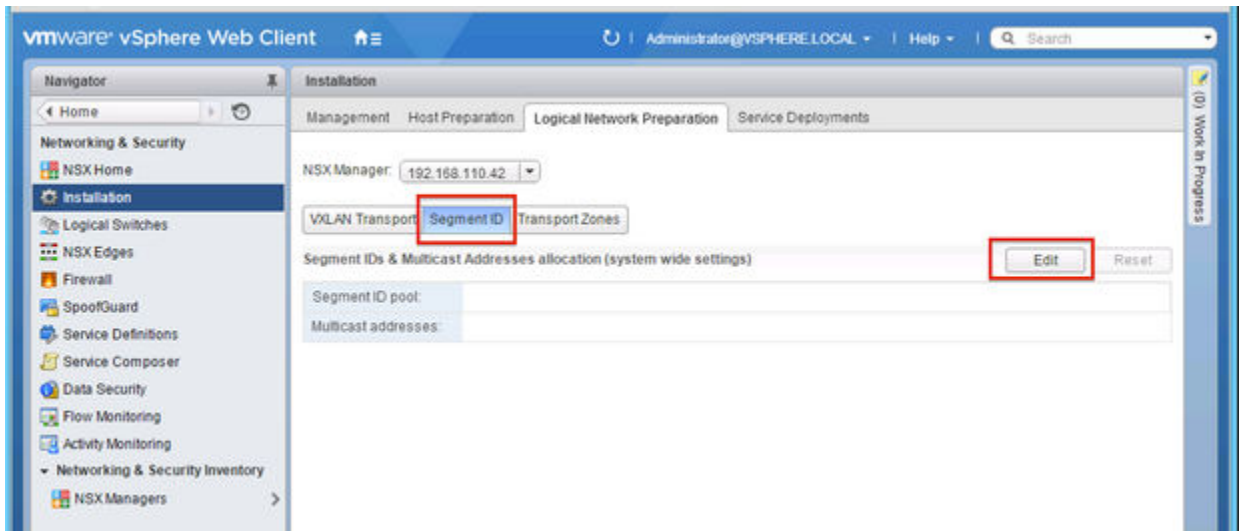 vmware® vSphere Web Client Administrator@VSPHERE.LOCAL Help Search
Navigator
Home
Networking & Security
NSX Home
Installation
Logical Switches
NSX Edges
Firewall
SpoofGuard
Service Definitions
Service Composer
Data Security
Flow Monitoring
Activity Monitoring
Networking & Security Inventory
NSX Managers
Installation
Management Host Preparation Logical Network Preparation Service Deployments
NSX Manager: 192.168.110.42
VXLAN Transport Segment ID Transport Zones
Segment IDs & Multicast Addresses allocation (system wide settings) Edit Reset
Segment ID pool:
Multicast addresses:
(0) Work In Progress